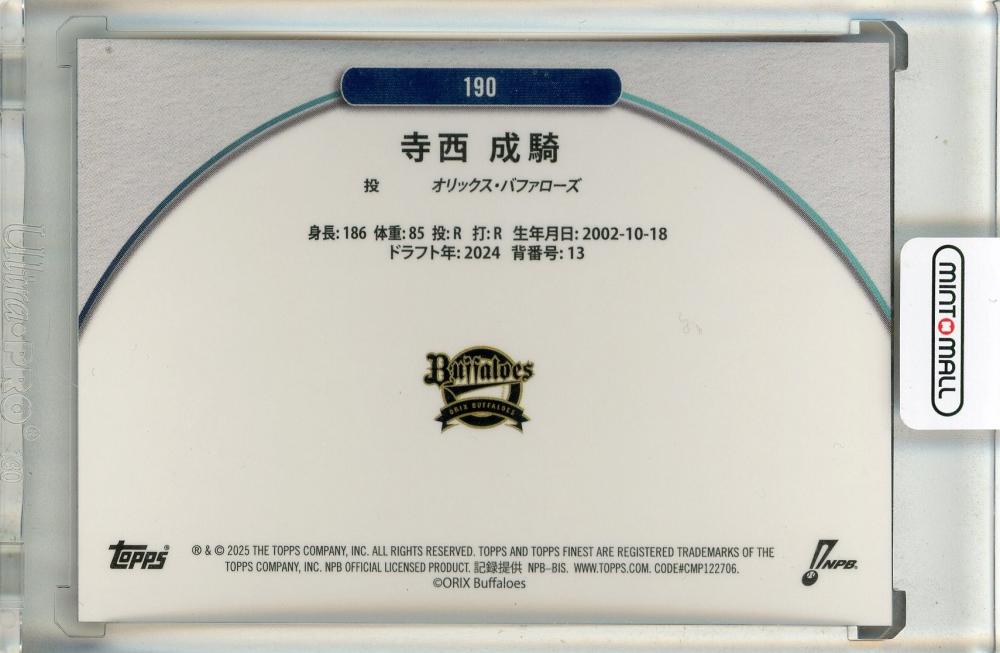 190
寺西 成騎
投 オリックス・バファローズ
身長: 186 体重: 85 投: R 打: R 生年月日: 2002-10-18
ドラフト年: 2024 背番号: 13
Buffaloes
ORIX BUFFALOES
topps®
® & © 2025 THE TOPPS COMPANY, INC. ALL RIGHTS RESERVED. TOPPS AND TOPPS FINEST ARE REGISTERED TRADEMARKS OF THE
TOPPS COMPANY, INC. NPB OFFICIAL LICENSED PRODUCT. 記録提供 NPB-BIS. WWW.TOPPS.COM. CODE#CMP122706.
©ORIX Buffaloes
NPB®
MINT MALL
Ultra·PRO®